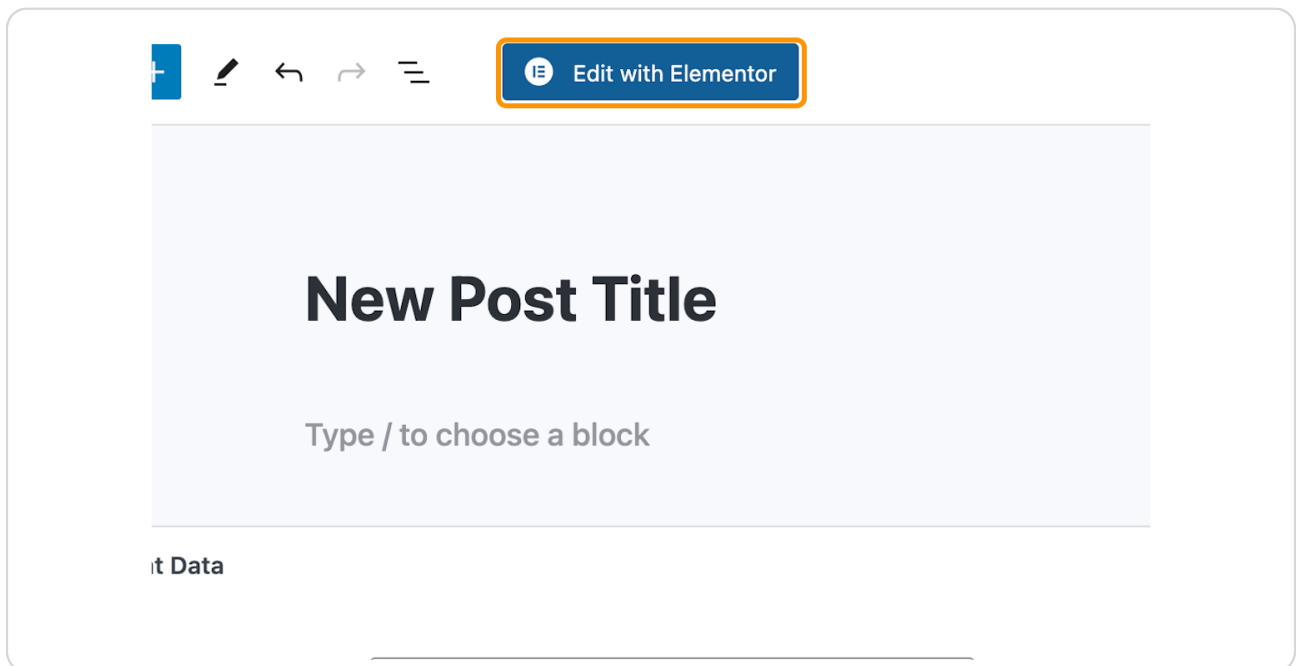 Edit with Elementor
New Post Title
Type / to choose a block
t Data